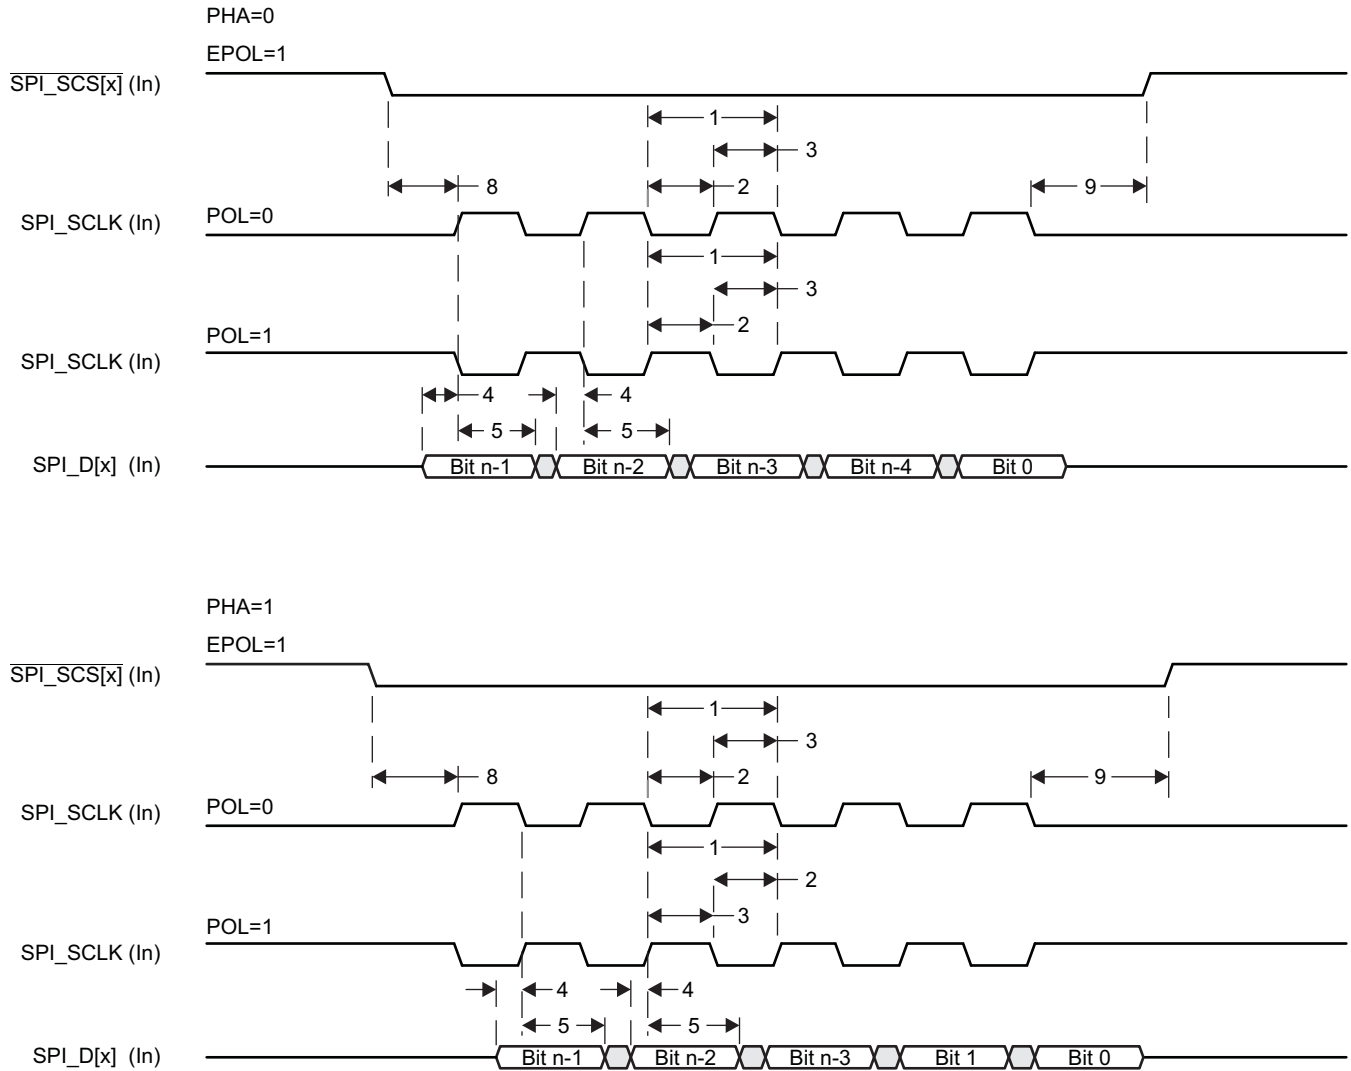 PHA=0
EPOL=1
SPI_SCS[x] (In)
1
3
8
2
9
POL=0
SPI_SCLK (In)
1
3
2
POL=1
SPI_SCLK (In)
4
4
5
5
SPI_D[x] (In)
Bit n-1
Bit n-2
Bit n-3
Bit n-4
Bit 0
PHA=1
EPOL=1
SPI_SCS[x] (In)
1
3
8
2
9
POL=0
SPI_SCLK (In)
1
2
3
POL=1
SPI_SCLK (In)
4
4
5
5
SPI_D[x] (In)
Bit n-1
Bit n-2
Bit n-3
Bit 1
Bit 0